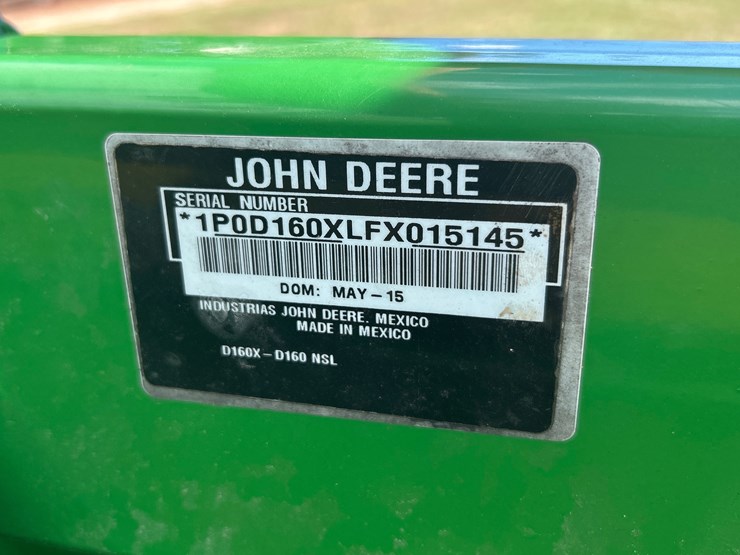 JOHN DEERE
SERIAL NUMBER
*1P0D160XLFX015145*
DOM: MAY-15
INDUSTRIAS JOHN DEERE. MEXICO
MADE IN MEXICO
D160X-D160 NSL